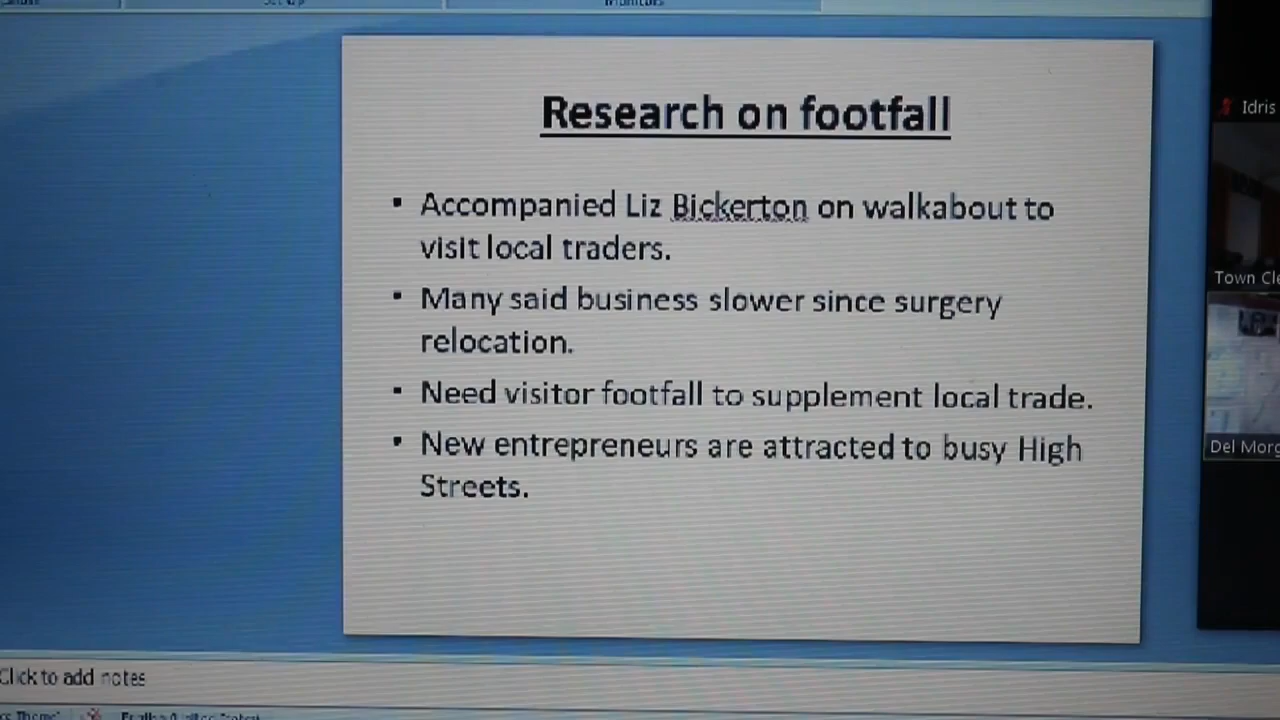 Research on footfall
▪ Accompanied Liz Bickerton on walkabout to
visit local traders.
▪ Many said business slower since surgery
relocation.
▪ Need visitor footfall to supplement local trade.
▪ New entrepreneurs are attracted to busy High
Streets.
Idris
Town Cle
Del Morg
Click to add notes